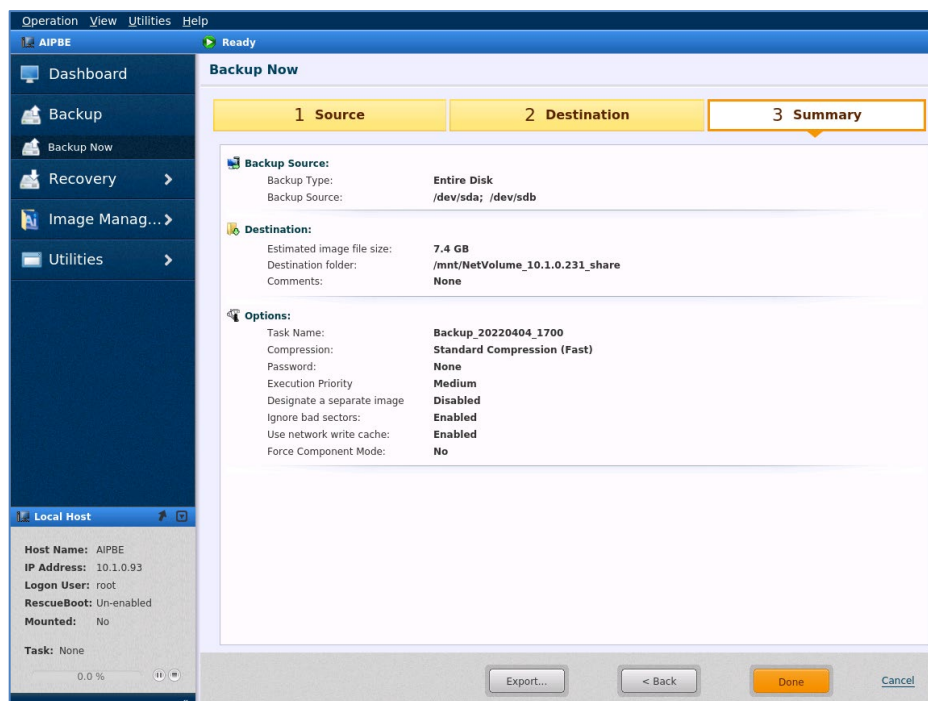 Operation View Utilities Help
AIPBE
Ready
Dashboard
Backup
Backup Now
Recovery
Image Manag...
Utilities
Backup Now
1 Source
2 Destination
3 Summary
Backup Source:
Backup Type: Entire Disk
Backup Source: /dev/sda; /dev/sdb
Destination:
Estimated image file size: 7.4 GB
Destination folder: /mnt/NetVolume_10.1.0.231_share
Comments: None
Options:
Task Name: Backup_20220404_1700
Compression: Standard Compression (Fast)
Password: None
Execution Priority Medium
Designate a separate image Disabled
Ignore bad sectors: Enabled
Use network write cache: Enabled
Force Component Mode: No
Local Host
Host Name: AIPBE
IP Address: 10.1.0.93
Logon User: root
RescueBoot: Un-enabled
Mounted: No
Task: None
0.0 %
Export...
< Back
Done
Cancel